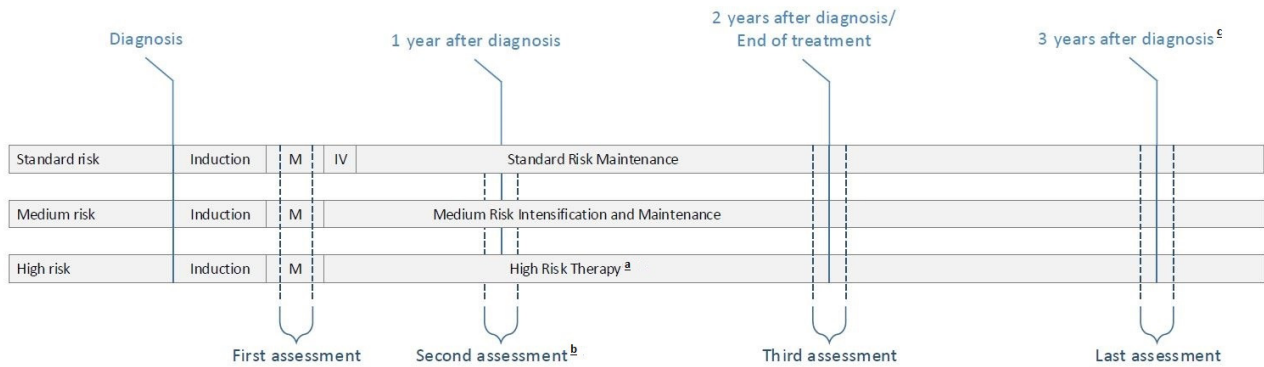 Diagnosis
1 year after diagnosis
2 years after diagnosis/
End of treatment
3 years after diagnosis c
Standard risk Induction M IV Standard Risk Maintenance
Medium risk Induction M Medium Risk Intensification and Maintenance
High risk Induction M High Risk Therapy a
First assessment
Second assessment b
Third assessment
Last assessment